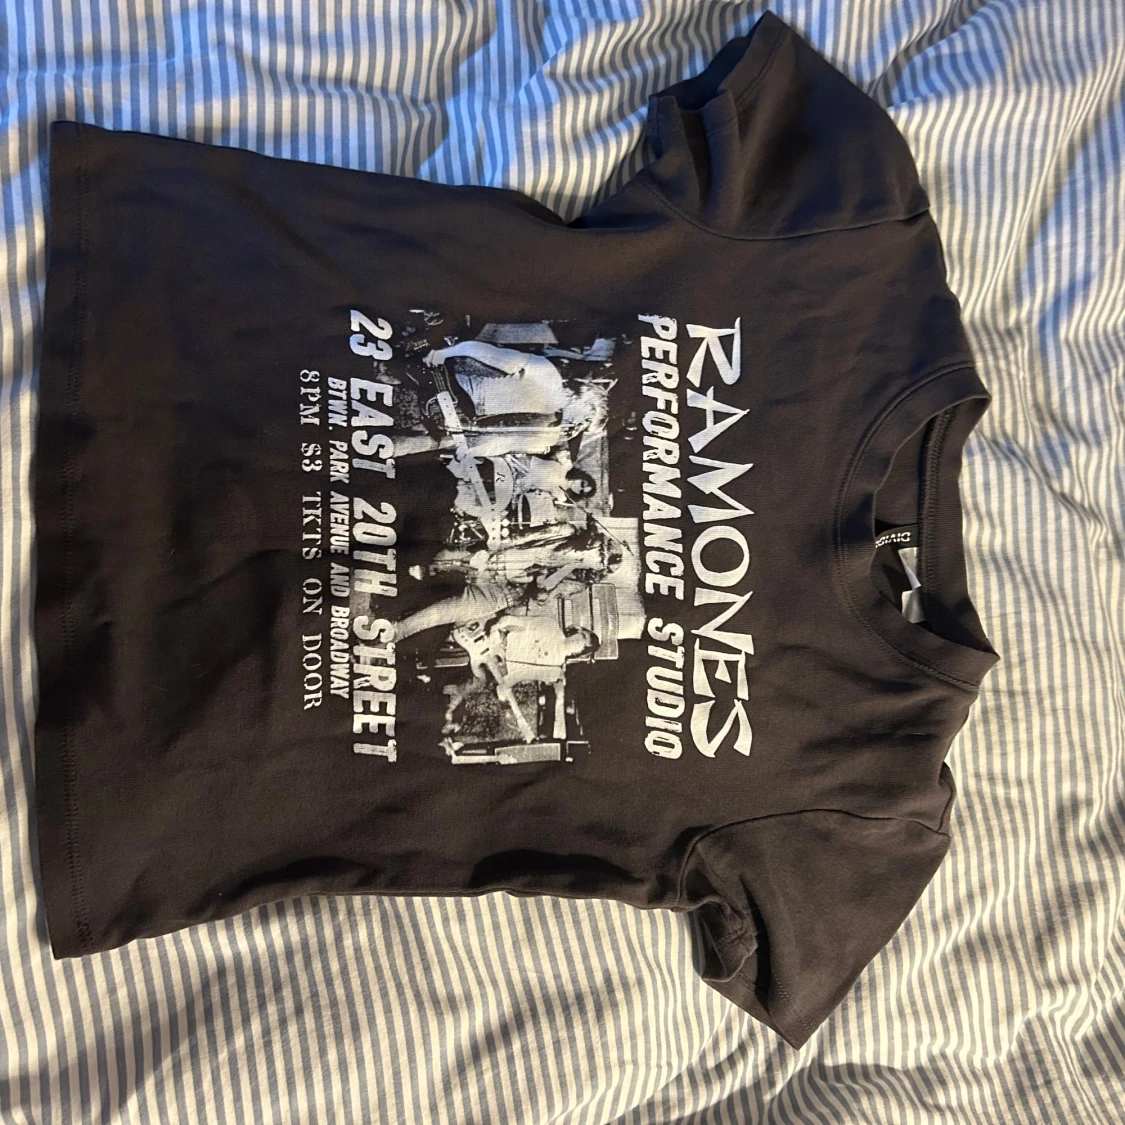 RAMONES
PERFORMANCE STUDIO
23 EAST 20TH STREET
BTWN. PARK AVENUE AND BROADWAY
8PM $3 TKTS ON DOOR